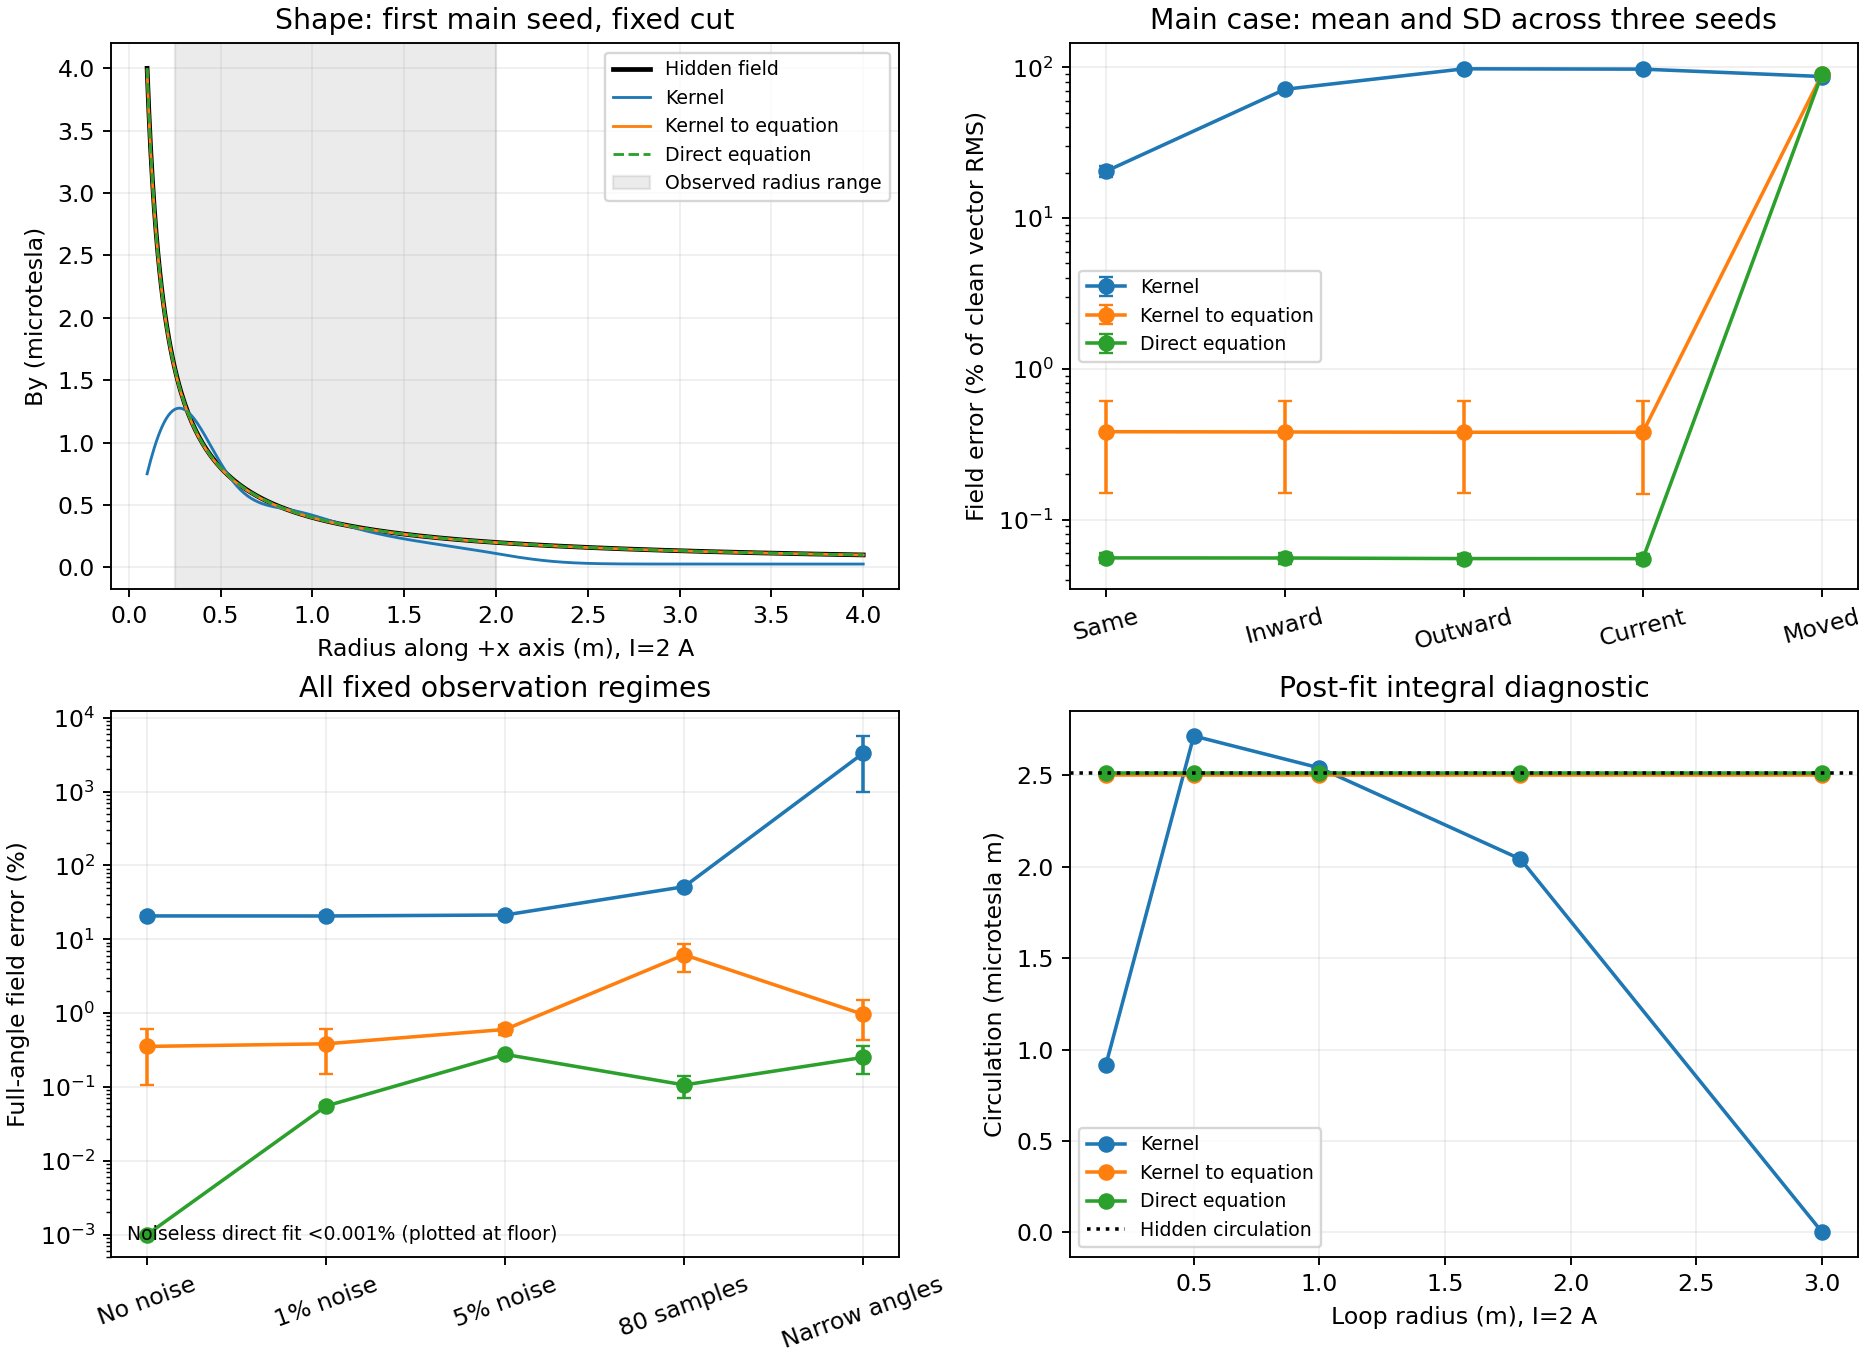 Shape: first main seed, fixed cut
By (microtesla)
4.0
3.5
3.0
2.5
2.0
1.5
1.0
0.5
0.0
Hidden field
Kernel
Kernel to equation
Direct equation
Observed radius range
0.0 0.5 1.0 1.5 2.0 2.5 3.0 3.5 4.0
Radius along +x axis (m), I=2 A
Main case: mean and SD across three seeds
Field error (% of clean vector RMS)
10²
10¹
10⁰
10⁻¹
Kernel
Kernel to equation
Direct equation
Same Inward Outward Current Moved
All fixed observation regimes
Full-angle field error (%)
10⁴
10³
10²
10¹
10⁰
10⁻¹
10⁻²
10⁻³
Noiseless direct fit <0.001% (plotted at floor)
No noise 1% noise 5% noise 80 samples Narrow angles
Post-fit integral diagnostic
Circulation (microtesla m)
2.5
2.0
1.5
1.0
0.5
0.0
Kernel
Kernel to equation
Direct equation
Hidden circulation
0.5 1.0 1.5 2.0 2.5 3.0
Loop radius (m), I=2 A